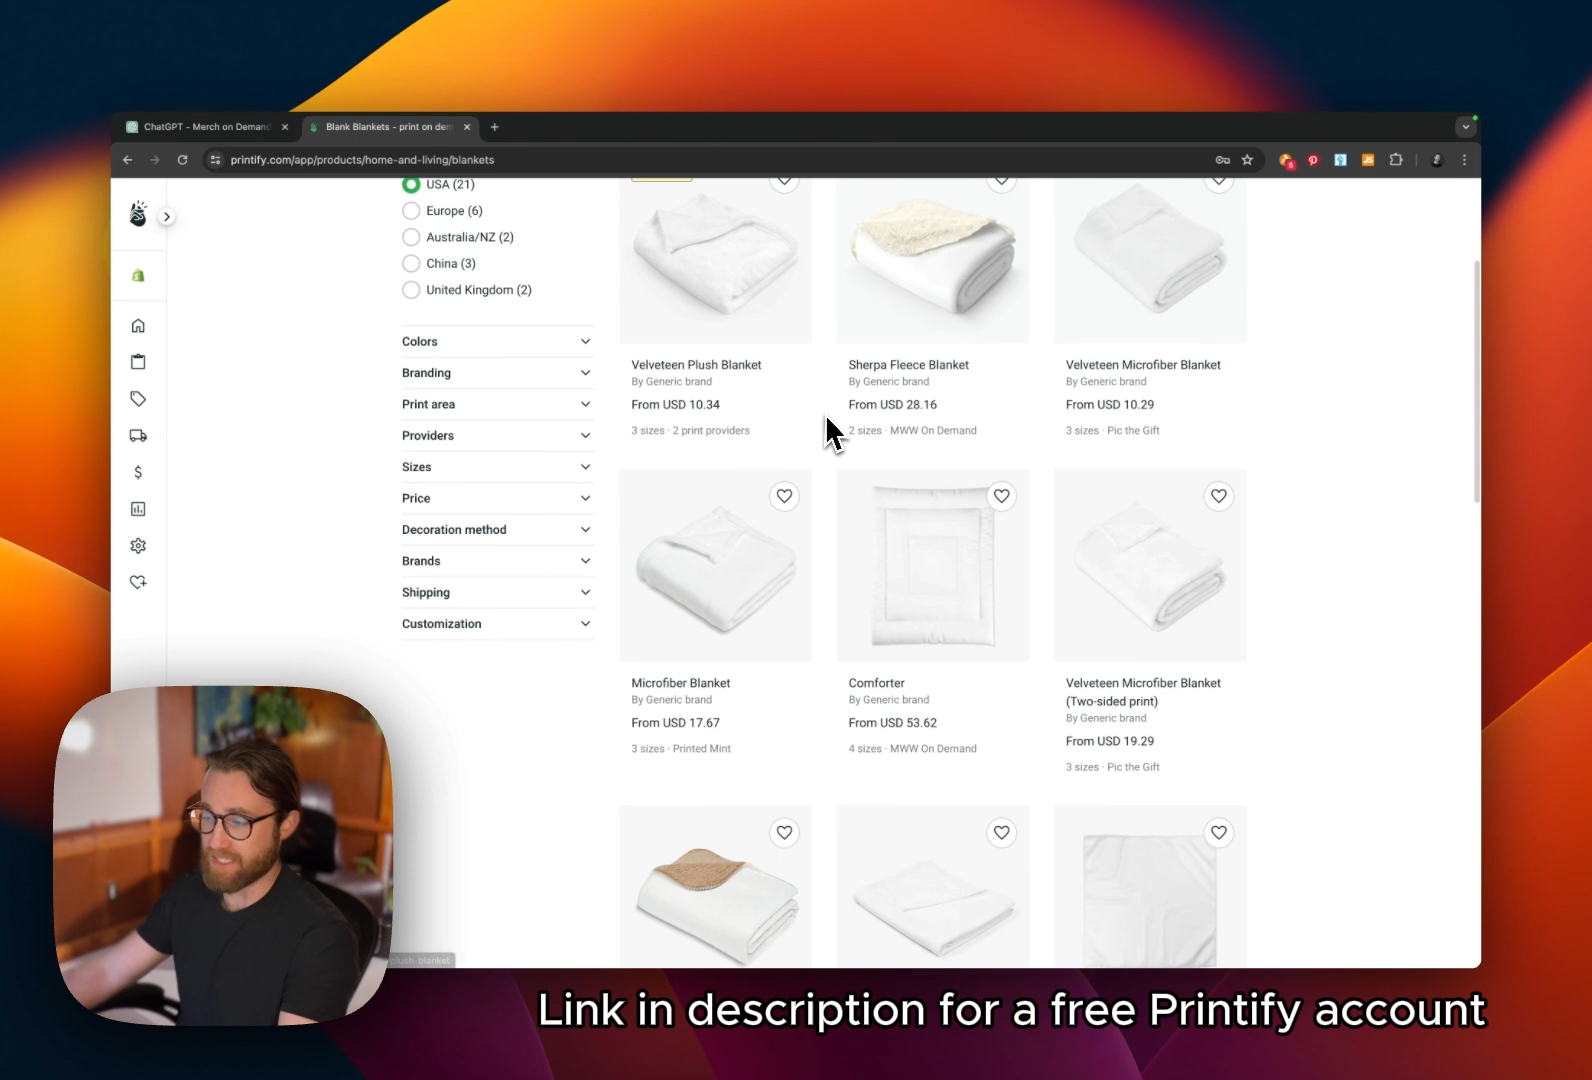 ChatGPT - Merch on Demand
Blank Blankets - print on dem
printify.com/app/products/home-and-living/blankets
5
USA (21)
Europe (6)
Australia/NZ (2)
China (3)
United Kingdom (2)
Colors
Branding
Print area
Providers
Sizes
Price
Decoration method
Brands
Shipping
Customization
Velveteen Plush Blanket
By Generic brand
From USD 10.34
3 sizes · 2 print providers
Sherpa Fleece Blanket
By Generic brand
From USD 28.16
2 sizes · MWW On Demand
Velveteen Microfiber Blanket
By Generic brand
From USD 10.29
3 sizes · Pic the Gift
Microfiber Blanket
By Generic brand
From USD 17.67
3 sizes · Printed Mint
Comforter
By Generic brand
From USD 53.62
4 sizes · MWW On Demand
Velveteen Microfiber Blanket
(Two-sided print)
By Generic brand
From USD 19.29
3 sizes · Pic the Gift
plush-blanket
Link in description for a free Printify account